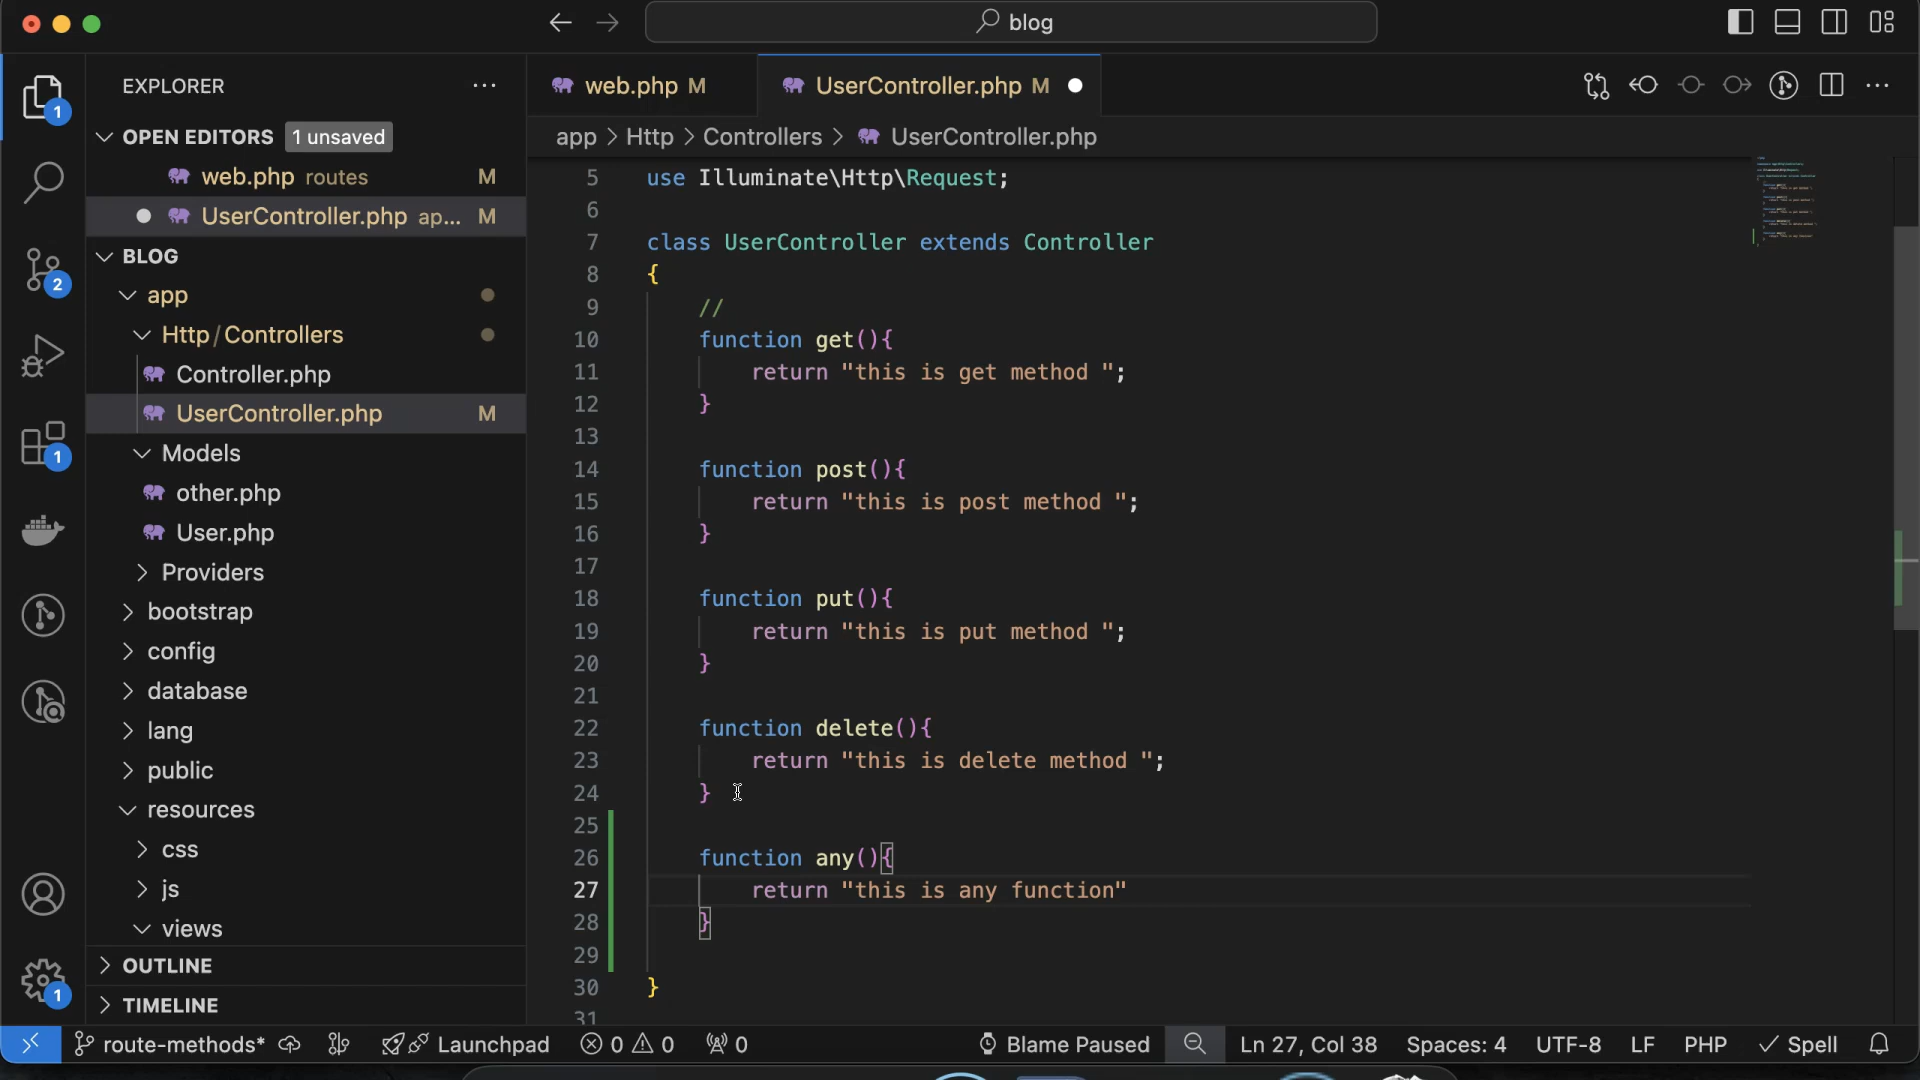 blog
EXPLORER
OPEN EDITORS 1 unsaved
web.php routes M
UserController.php ap... M
BLOG
app
Http/Controllers
Controller.php
UserController.php M
Models
other.php
User.php
Providers
bootstrap
config
database
lang
public
resources
css
js
views
OUTLINE
TIMELINE
1
2
1
1
web.php M
UserController.php M
app > Http > Controllers > UserController.php
5 use Illuminate\Http\Request;
6
7 class UserController extends Controller
8 {
9 //
10 function get(){
11 return "this is get method ";
12 }
13
14 function post(){
15 return "this is post method ";
16 }
17
18 function put(){
19 return "this is put method ";
20 }
21
22 function delete(){
23 return "this is delete method ";
24 }
25
26 function any(){
27 return "this is any function"
28 }
29
30 }
31
route-methods* Launchpad 0 0 0 Blame Paused Ln 27, Col 38 Spaces: 4 UTF-8 LF PHP Spell